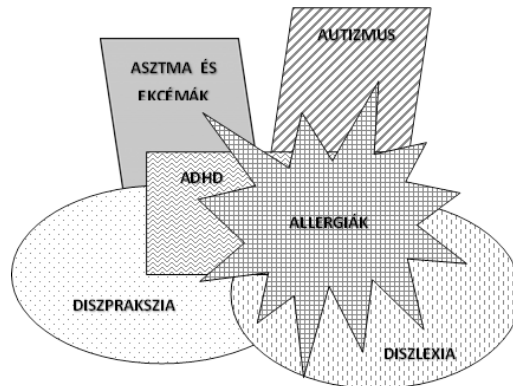 AUTIZMUS
ASZTMA ÉS
EKCÉMÁK
ADHD
ALLERGIÁK
DISZPRAKSZIA
DISZLEXIA